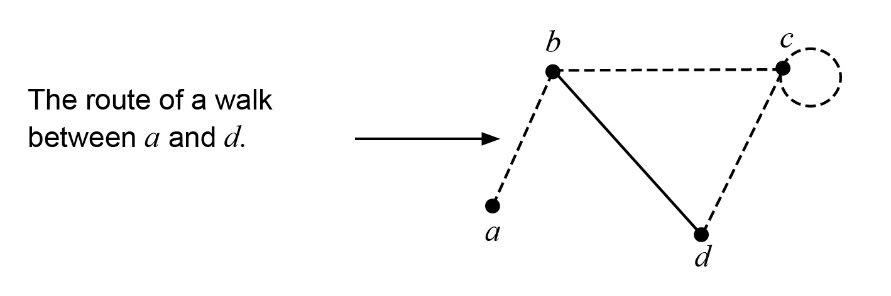 The route of a walk
between a and d.
b
c
a
d